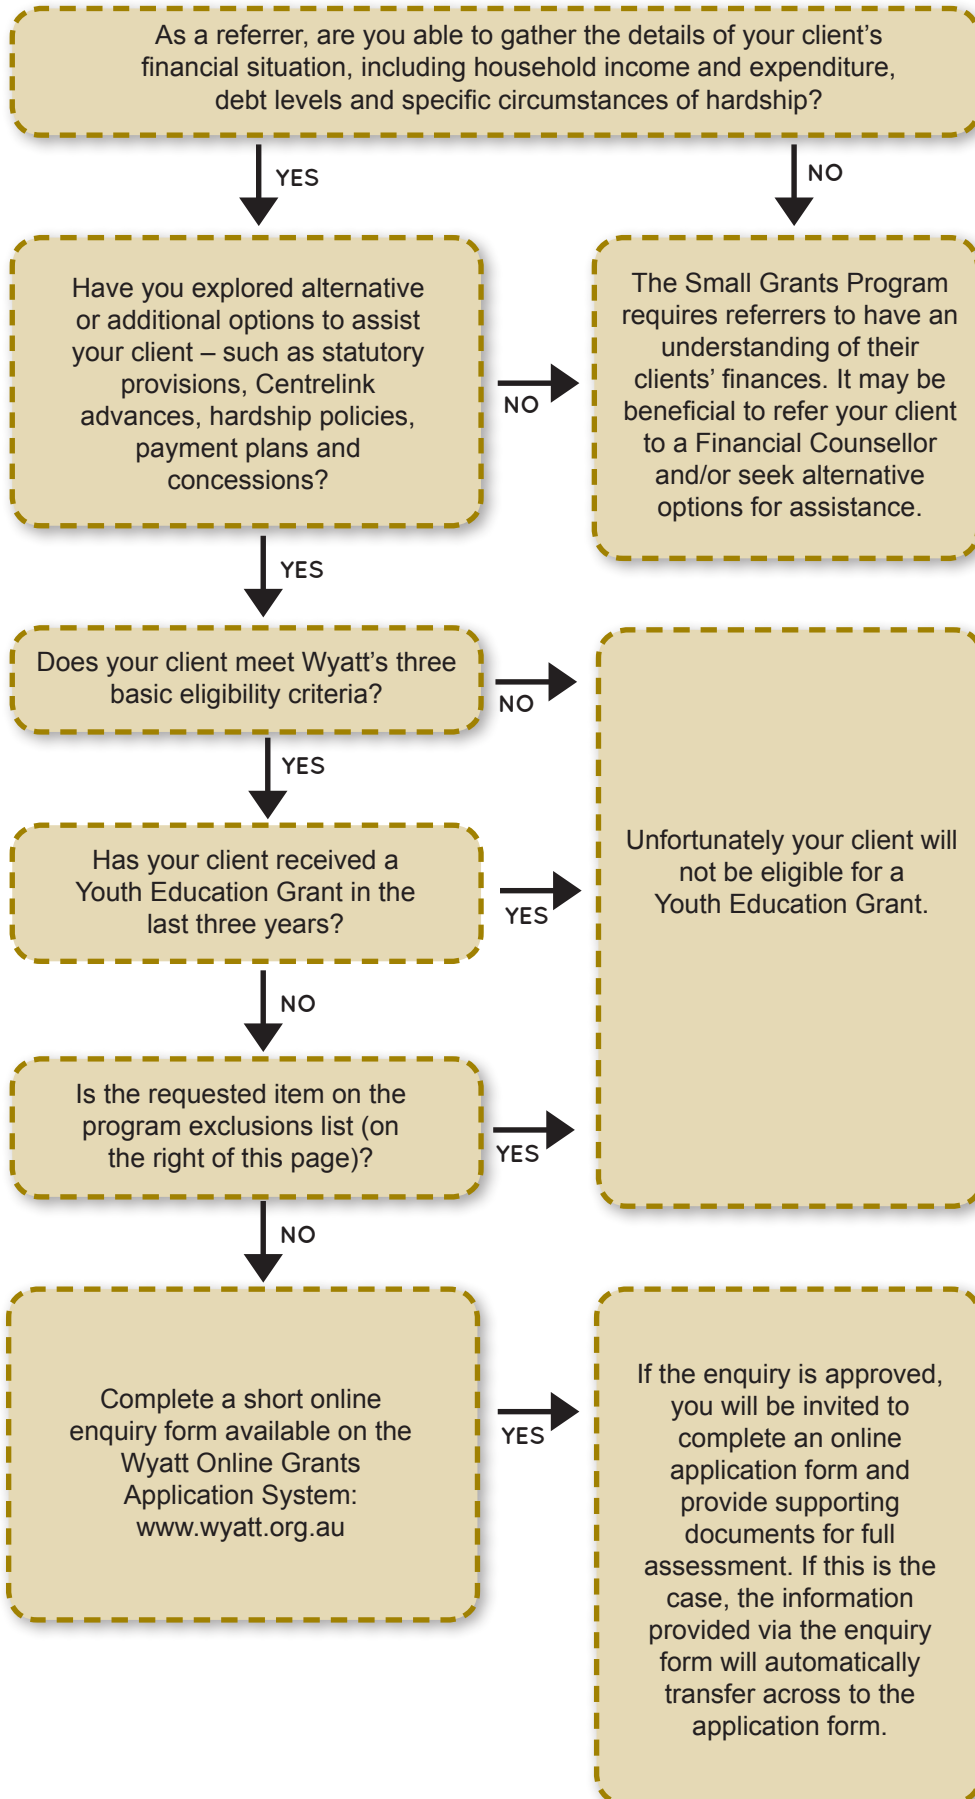 As a referrer, are you able to gather the details of your client’s
financial situation, including household income and expenditure,
debt levels and specific circumstances of hardship?
YES
NO
Have you explored alternative
or additional options to assist
your client – such as statutory
provisions, Centrelink
advances, hardship policies,
payment plans and
concessions?
NO
The Small Grants Program
requires referrers to have an
understanding of their
clients’ finances. It may be
beneficial to refer your client
to a Financial Counsellor
and/or seek alternative
options for assistance.
YES
Does your client meet Wyatt’s three
basic eligibility criteria?
NO
YES
Has your client received a
Youth Education Grant in the
last three years?
YES
Unfortunately your client will
not be eligible for a
Youth Education Grant.
NO
Is the requested item on the
program exclusions list (on
the right of this page)?
YES
NO
Complete a short online
enquiry form available on the
Wyatt Online Grants
Application System:
www.wyatt.org.au
YES
If the enquiry is approved,
you will be invited to
complete an online
application form and
provide supporting
documents for full
assessment. If this is the
case, the information
provided via the enquiry
form will automatically
transfer across to the
application form.